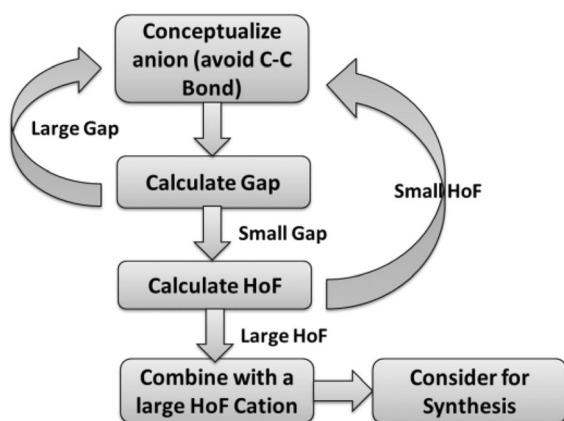 Conceptualize
anion (avoid C-C
Bond)
Large Gap
Calculate Gap
Small HoF
Small Gap
Calculate HoF
Large HoF
Combine with a
large HoF Cation
Consider for
Synthesis